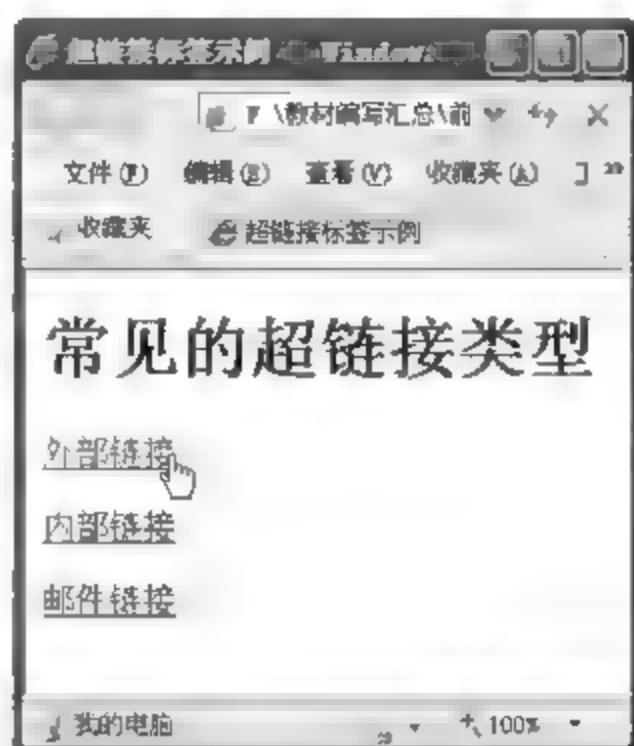 超链接标签示例 - Windows
F:\教材编写汇总\前
文件(F) 编辑(E) 查看(V) 收藏夹(A)
收藏夹 超链接标签示例
常见的超链接类型
外部链接
内部链接
邮件链接
我的电脑 100%